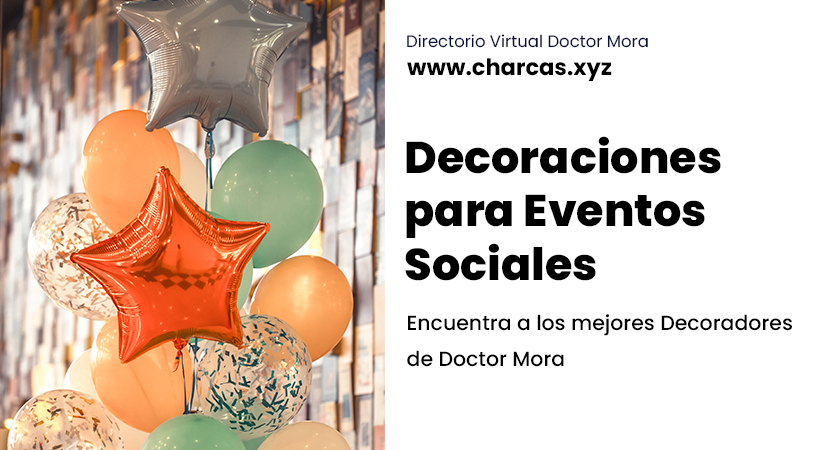 Directorio Virtual Doctor Mora
www.charcas.xyz
Decoraciones
para Eventos
Sociales
Encuentra a los mejores Decoradores
de Doctor Mora